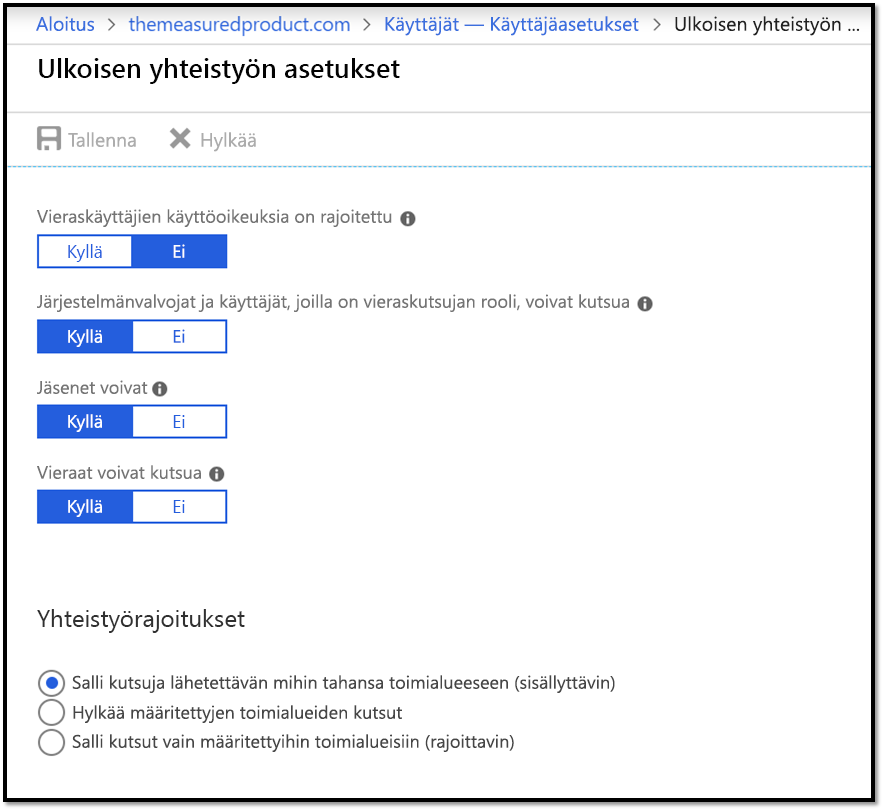 Aloitus > themeasuredproduct.com > Käyttäjät — Käyttäjäasetukset > Ulkoisen yhteistyön ...
Ulkoisen yhteistyön asetukset
Tallenna Hylkää
Vieraskäyttäjien käyttöoikeuksia on rajoitettu
Kyllä Ei
Järjestelmänvalvojat ja käyttäjät, joilla on vieraskutsujan rooli, voivat kutsua
Kyllä Ei
Jäsenet voivat
Kyllä Ei
Vieraat voivat kutsua
Kyllä Ei
Yhteistyörajoitukset
Salli kutsuja lähetettävän mihin tahansa toimialueeseen (sisällyttävin)
Hylkää määritettyjen toimialueiden kutsut
Salli kutsut vain määritettyihin toimialueisiin (rajoittavin)